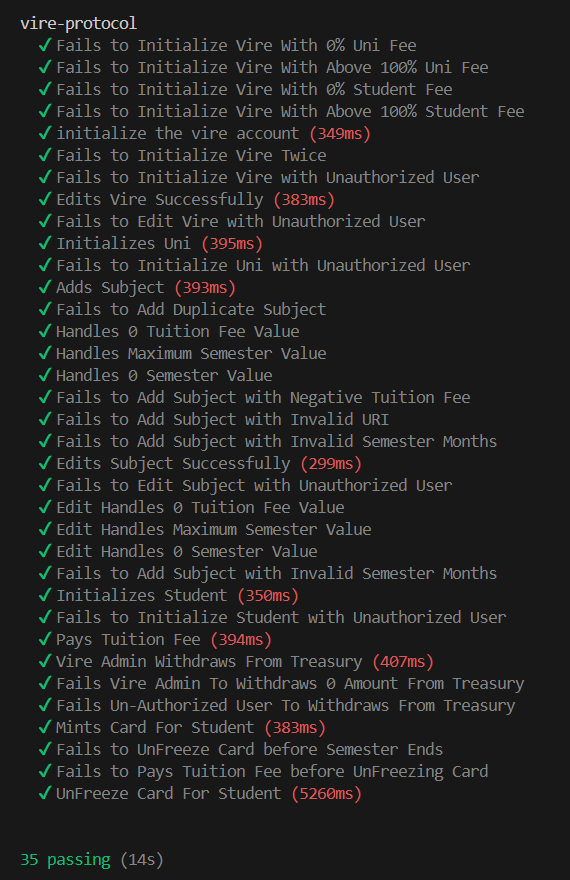 vire-protocol
✓ Fails to Initialize Vire With 0% Uni Fee
✓ Fails to Initialize Vire With Above 100% Uni Fee
✓ Fails to Initialize Vire With 0% Student Fee
✓ Fails to Initialize Vire With Above 100% Student Fee
✓ initialize the vire account (349ms)
✓ Fails to Initialize Vire Twice
✓ Fails to Initialize Vire with Unauthorized User
✓ Edits Vire Successfully (383ms)
✓ Fails to Edit Vire with Unauthorized User
✓ Initializes Uni (395ms)
✓ Fails to Initialize Uni with Unauthorized User
✓ Adds Subject (393ms)
✓ Fails to Add Duplicate Subject
✓ Handles 0 Tuition Fee Value
✓ Handles Maximum Semester Value
✓ Handles 0 Semester Value
✓ Fails to Add Subject with Negative Tuition Fee
✓ Fails to Add Subject with Invalid URI
✓ Fails to Add Subject with Invalid Semester Months
✓ Edits Subject Successfully (299ms)
✓ Fails to Edit Subject with Unauthorized User
✓ Edit Handles 0 Tuition Fee Value
✓ Edit Handles Maximum Semester Value
✓ Edit Handles 0 Semester Value
✓ Fails to Add Subject with Invalid Semester Months
✓ Initializes Student (350ms)
✓ Fails to Initialize Student with Unauthorized User
✓ Pays Tuition Fee (394ms)
✓ Vire Admin Withdraws From Treasury (407ms)
✓ Fails Vire Admin To Withdraws 0 Amount From Treasury
✓ Fails Un-Authorized User To Withdraws From Treasury
✓ Mints Card For Student (383ms)
✓ Fails to UnFreeze Card before Semester Ends
✓ Fails to Pays Tuition Fee before UnFreezing Card
✓ UnFreeze Card For Student (5260ms)
35 passing (14s)